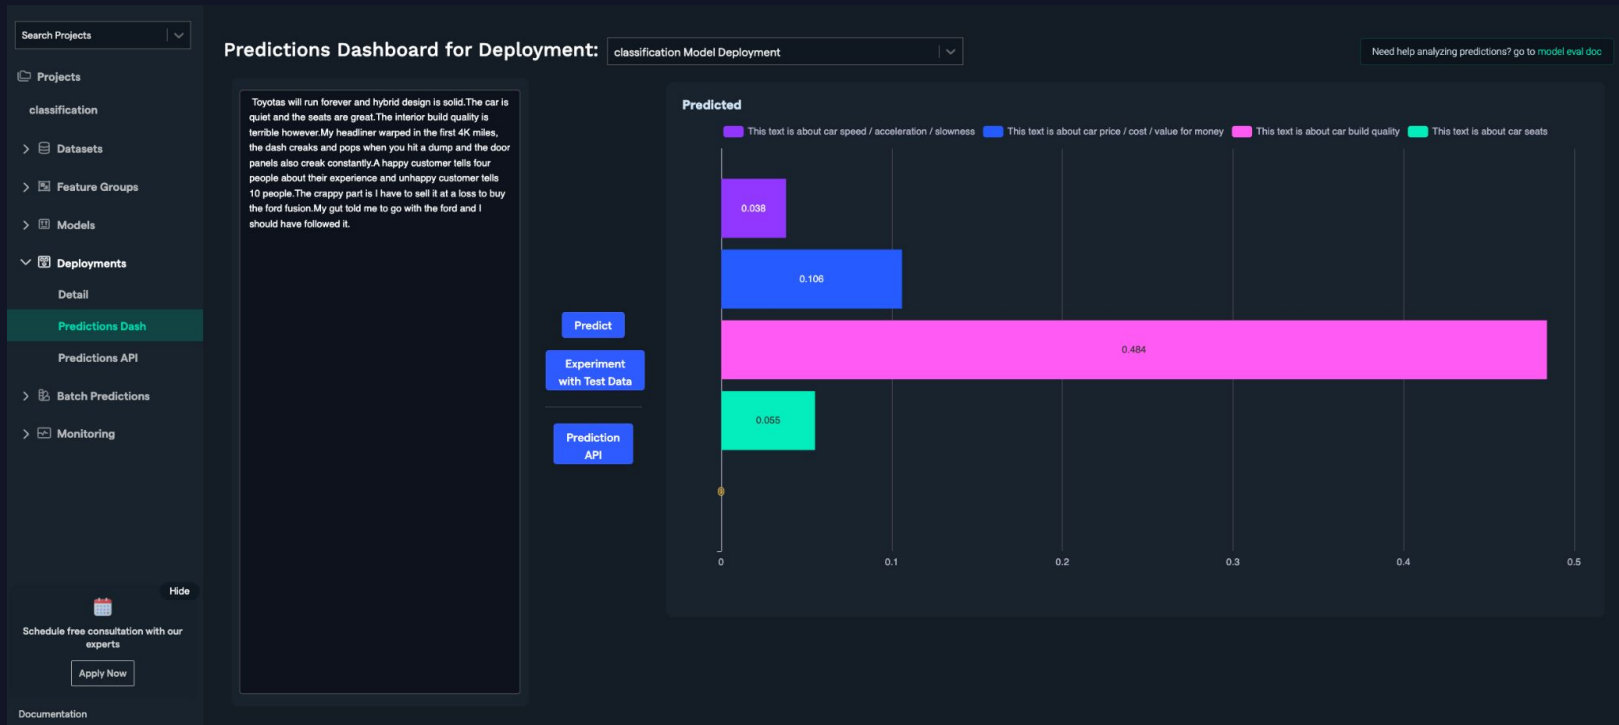 Search Projects
Projects
classification
Datasets
Feature Groups
Models
Deployments
Detail
Predictions Dash
Predictions API
Batch Predictions
Monitoring
Hide
Schedule free consultation with our
experts
Apply Now
Documentation
Predictions Dashboard for Deployment:
classification Model Deployment
Need help analyzing predictions? go to model eval doc
Toyotas will run forever and hybrid design is solid.The car is
quiet and the seats are great.The interior build quality is
terrible however.My headliner warped in the first 4K miles,
the dash creaks and pops when you hit a dump and the door
panels also creak constantly.A happy customer tells four
people about their experience and unhappy customer tells
10 people.The crappy part is I have to sell it at a loss to buy
the ford fusion.My gut told me to go with the ford and I
should have followed it.
Predict
Experiment
with Test Data
Prediction
API
Predicted
This text is about car speed / acceleration / slowness
This text is about car price / cost / value for money
This text is about car build quality
This text is about car seats
0.038
0.106
0.484
0.055
0
0 0.1 0.2 0.3 0.4 0.5